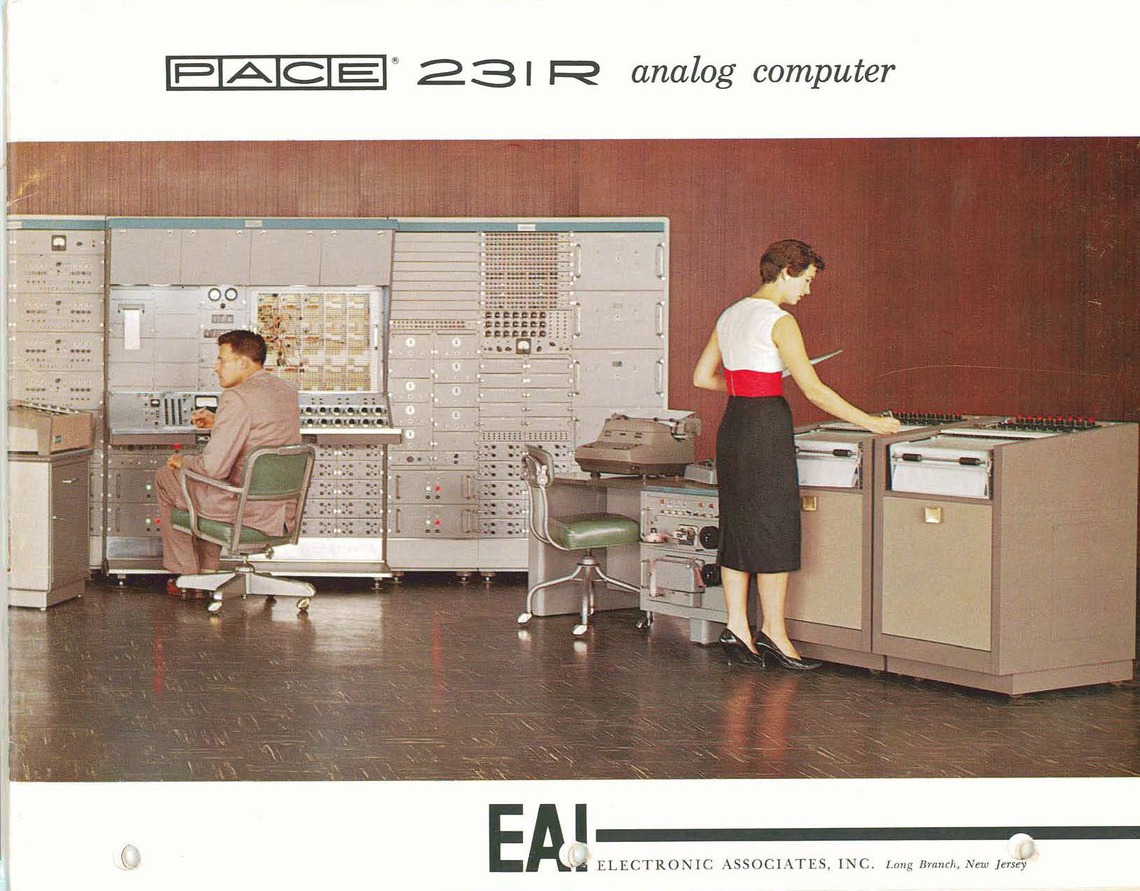 PACE® 231R analog computer
EAI
ELECTRONIC ASSOCIATES, INC. Long Branch, New Jersey